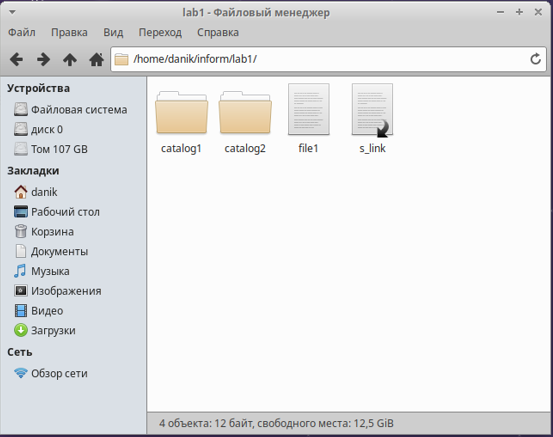 lab1 - Файловый менеджер
Файл Правка Вид Переход Справка
/home/danik/inform/lab1/
Устройства
Файловая система
диск 0
Том 107 GB
Закладки
danik
Рабочий стол
Корзина
Документы
Музыка
Изображения
Видео
Загрузки
Сеть
Обзор сети
catalog1 catalog2 file1 s_link
4 объекта: 12 байт, свободного места: 12,5 GiB